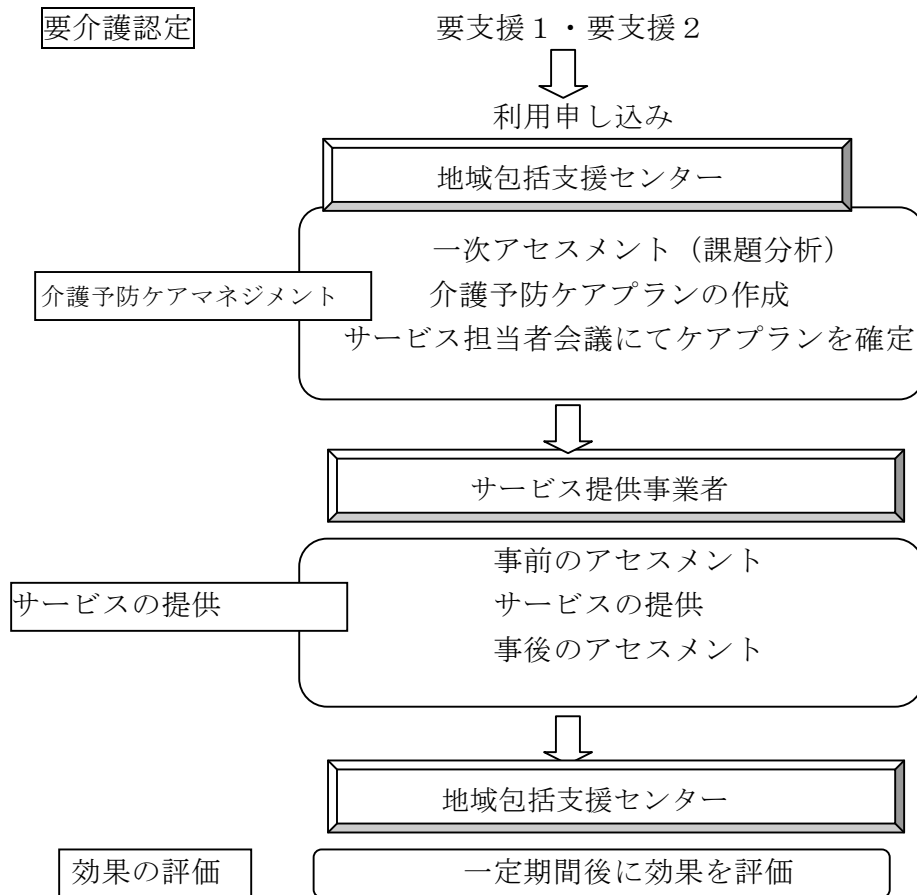 要介護認定
要支援１・要支援２
利用申し込み
地域包括支援センター
一次アセスメント（課題分析）
介護予防ケアマネジメント
介護予防ケアプランの作成
サービス担当者会議にてケアプランを確定
サービス提供事業者
事前のアセスメント
サービスの提供
サービスの提供
事後のアセスメント
地域包括支援センター
効果の評価
一定期間後に効果を評価